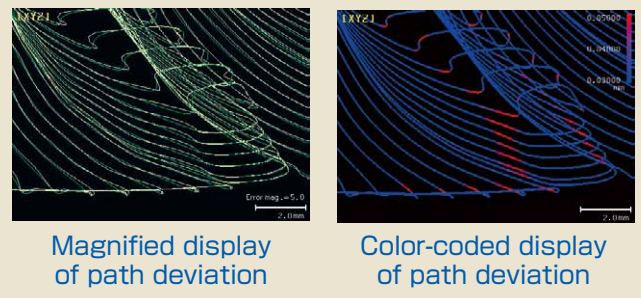 [XYZ]
Error mag.=5.0
2.0mm
Magnified display
of path deviation
[XYZ]
0.05000
0.04000
0.03000
mm
2.0mm
Color-coded display
of path deviation